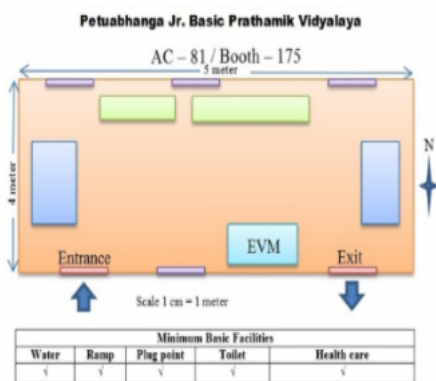 Petuabhanga Jr. Basic Prathamik Vidyalaya
AC – 81 / Booth – 175
5 meter
4 meter
N
Entrance
EVM
Exit
Scale 1 cm = 1 meter
Minimum Basic Facilities
Water Ramp Plug point Toilet Health care
√ √ √ √ √